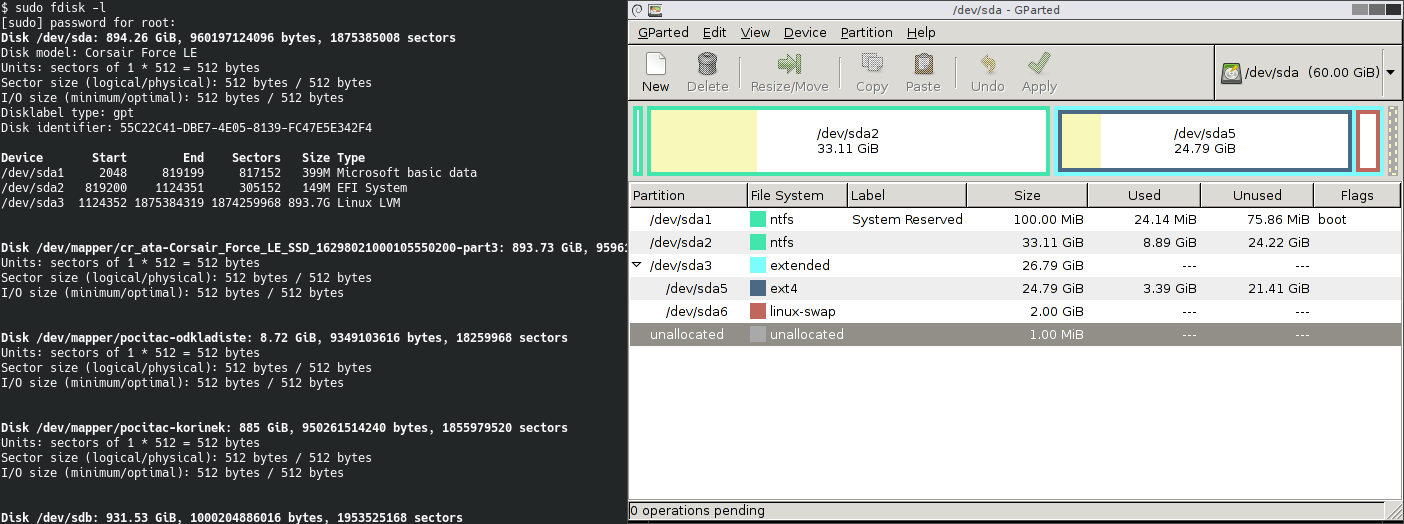 $ sudo fdisk -l
[sudo] password for root:
Disk /dev/sda: 894.26 GiB, 960197124096 bytes, 1875385008 sectors
Disk model: Corsair Force LE
Units: sectors of 1 * 512 = 512 bytes
Sector size (logical/physical): 512 bytes / 512 bytes
I/O size (minimum/optimal): 512 bytes / 512 bytes
Disklabel type: gpt
Disk identifier: 55C22C41-DBE7-4E05-8139-FC47E5E342F4
Device Start End Sectors Size Type
/dev/sda1 2048 819199 817152 399M Microsoft basic data
/dev/sda2 819200 1124351 305152 149M EFI System
/dev/sda3 1124352 1875384319 1874259968 893.7G Linux LVM
Disk /dev/mapper/cr_ata-Corsair_Force_LE_SSD_16298021000105550200-part3: 893.73 GiB, 9596
Units: sectors of 1 * 512 = 512 bytes
Sector size (logical/physical): 512 bytes / 512 bytes
I/O size (minimum/optimal): 512 bytes / 512 bytes
Disk /dev/mapper/pocitac-odkladiste: 8.72 GiB, 9349103616 bytes, 18259968 sectors
Units: sectors of 1 * 512 = 512 bytes
Sector size (logical/physical): 512 bytes / 512 bytes
I/O size (minimum/optimal): 512 bytes / 512 bytes
Disk /dev/mapper/pocitac-korinek: 885 GiB, 950261514240 bytes, 1855979520 sectors
Units: sectors of 1 * 512 = 512 bytes
Sector size (logical/physical): 512 bytes / 512 bytes
I/O size (minimum/optimal): 512 bytes / 512 bytes
Disk /dev/sdb: 931.53 GiB, 1000204886016 bytes, 1953525168 sectors
/dev/sda - GParted
GParted Edit View Device Partition Help
New Delete Resize/Move Copy Paste Undo Apply
/dev/sda (60.00 GiB)
/dev/sda2
33.11 GiB
/dev/sda5
24.79 GiB
Partition File System Label Size Used Unused Flags
/dev/sda1 ntfs System Reserved 100.00 MiB 24.14 MiB 75.86 MiB boot
/dev/sda2 ntfs 33.11 GiB 8.89 GiB 24.22 GiB
/dev/sda3 extended 26.79 GiB --- ---
/dev/sda5 ext4 24.79 GiB 3.39 GiB 21.41 GiB
/dev/sda6 linux-swap 2.00 GiB --- ---
unallocated unallocated 1.00 MiB --- ---
0 operations pending